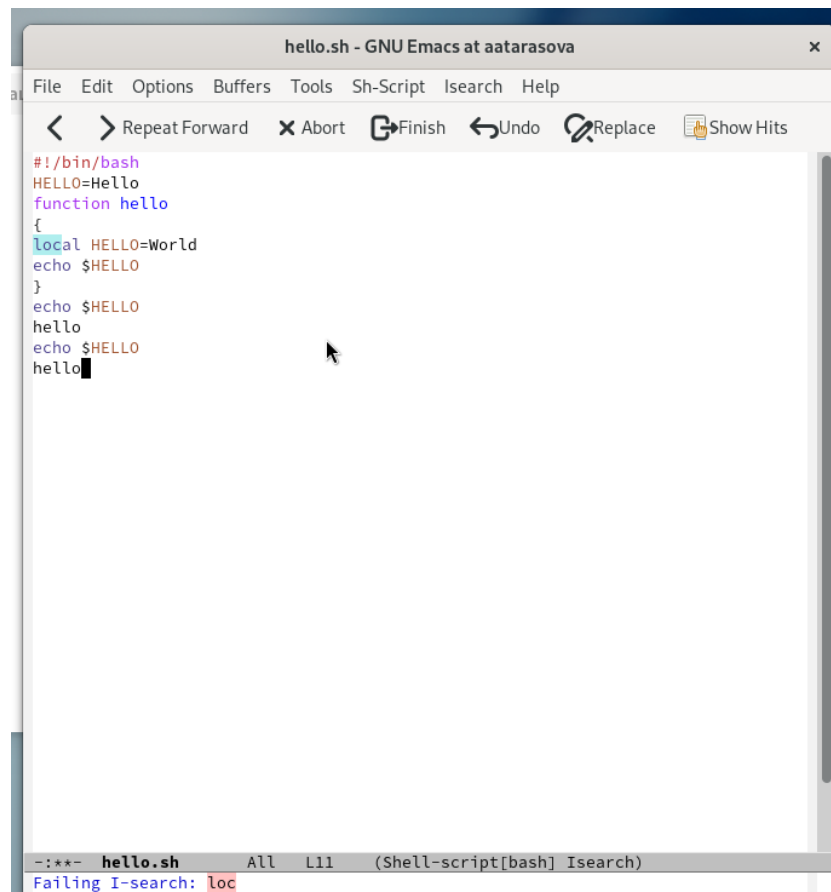 hello.sh - GNU Emacs at aatarasova ×
File Edit Options Buffers Tools Sh-Script Isearch Help
Repeat Forward Abort Finish Undo Replace Show Hits
#!/bin/bash
HELLO=Hello
function hello
{
local HELLO=World
echo $HELLO
}
echo $HELLO
hello
echo $HELLO
hello
-:**- hello.sh All L11 (Shell-script[bash] Isearch)
Failing I-search: loc